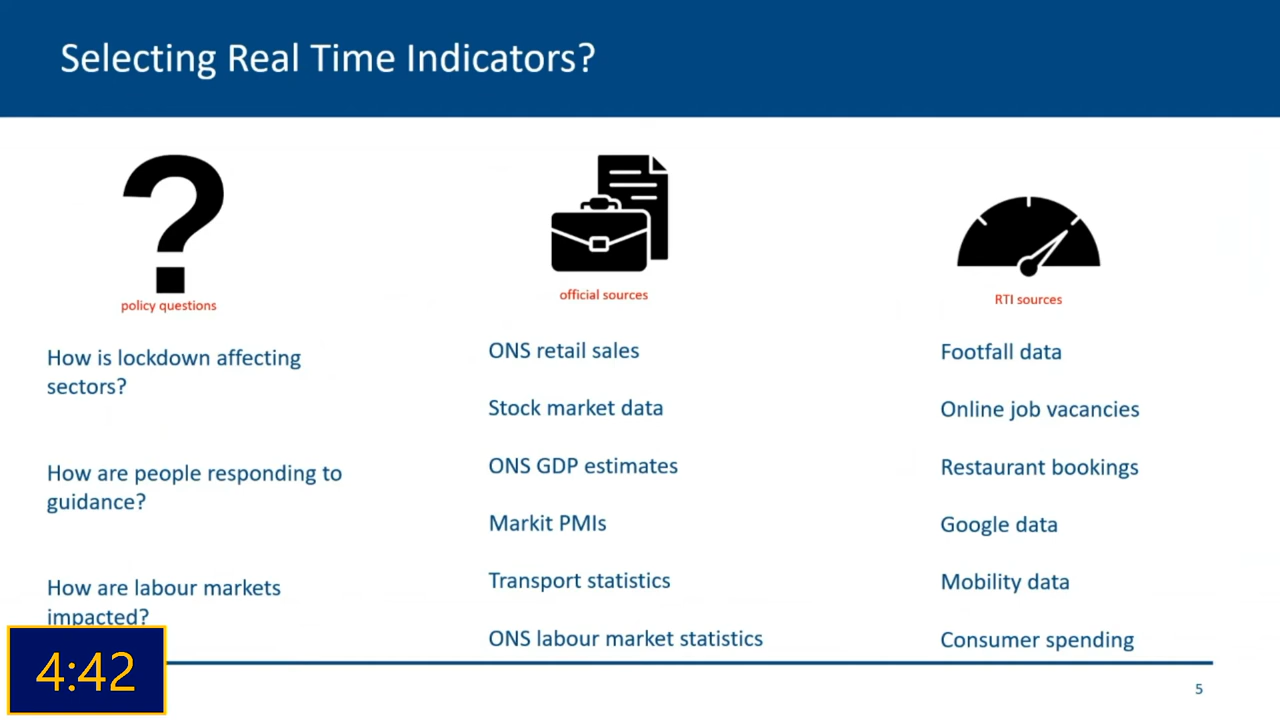 Selecting Real Time Indicators?
?
policy questions
How is lockdown affecting
sectors?
How are people responding to
guidance?
How are labour markets
impacted?
official sources
ONS retail sales
Stock market data
ONS GDP estimates
Markit PMIs
Transport statistics
ONS labour market statistics
RTI sources
Footfall data
Online job vacancies
Restaurant bookings
Google data
Mobility data
Consumer spending
4:42
5